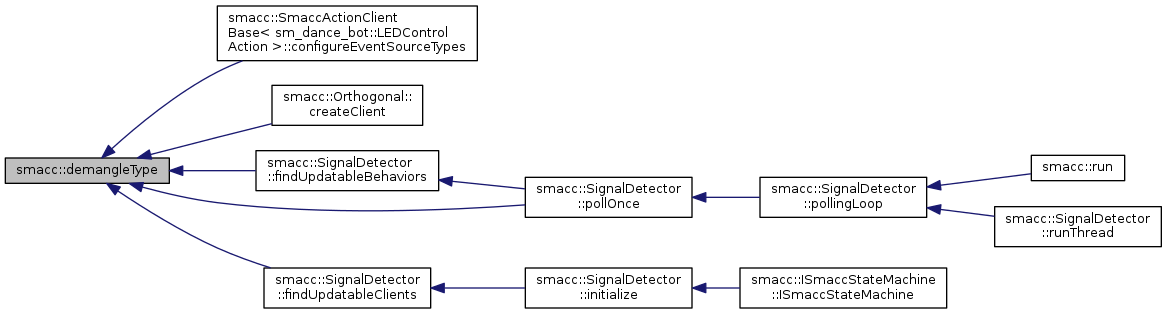 smacc::SmaccActionClient
Base< sm_dance_bot::LEDControl
Action >::configureEventSourceTypes
smacc::Orthogonal::
createClient
smacc::demangleType
smacc::SignalDetector
::findUpdatableBehaviors
smacc::SignalDetector
::pollOnce
smacc::SignalDetector
::pollingLoop
smacc::run
smacc::SignalDetector
::runThread
smacc::SignalDetector
::findUpdatableClients
smacc::SignalDetector
::initialize
smacc::ISmaccStateMachine
::ISmaccStateMachine